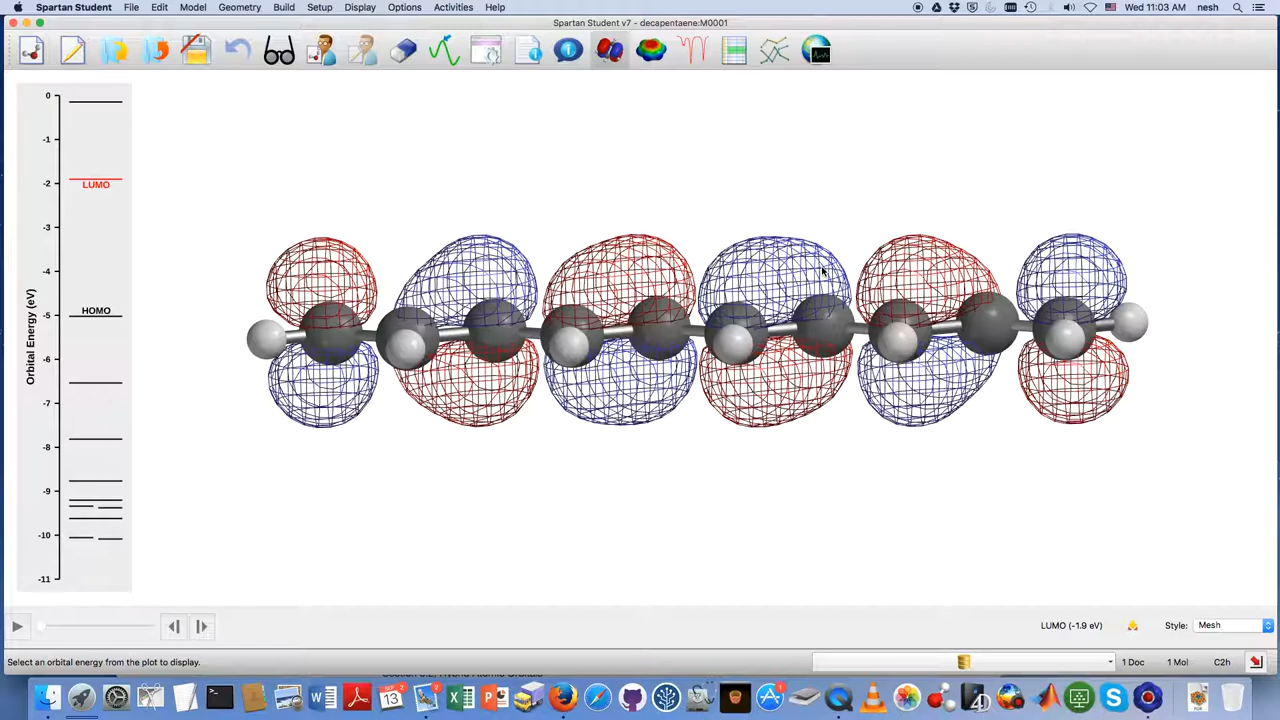 Spartan Student File Edit Model Geometry Build Setup Display Options Activities Help Wed 11:03 AM nesh
Spartan Student v7 - decapentaene:M0001
0
-1
-2
LUMO
-3
-4
HOMO
-5
-6
-7
-8
-9
-10
-11
Orbital Energy (eV)
LUMO (-1.9 eV) Style: Mesh
Select an orbital energy from the plot to display. 1 Doc 1 Mol C2h